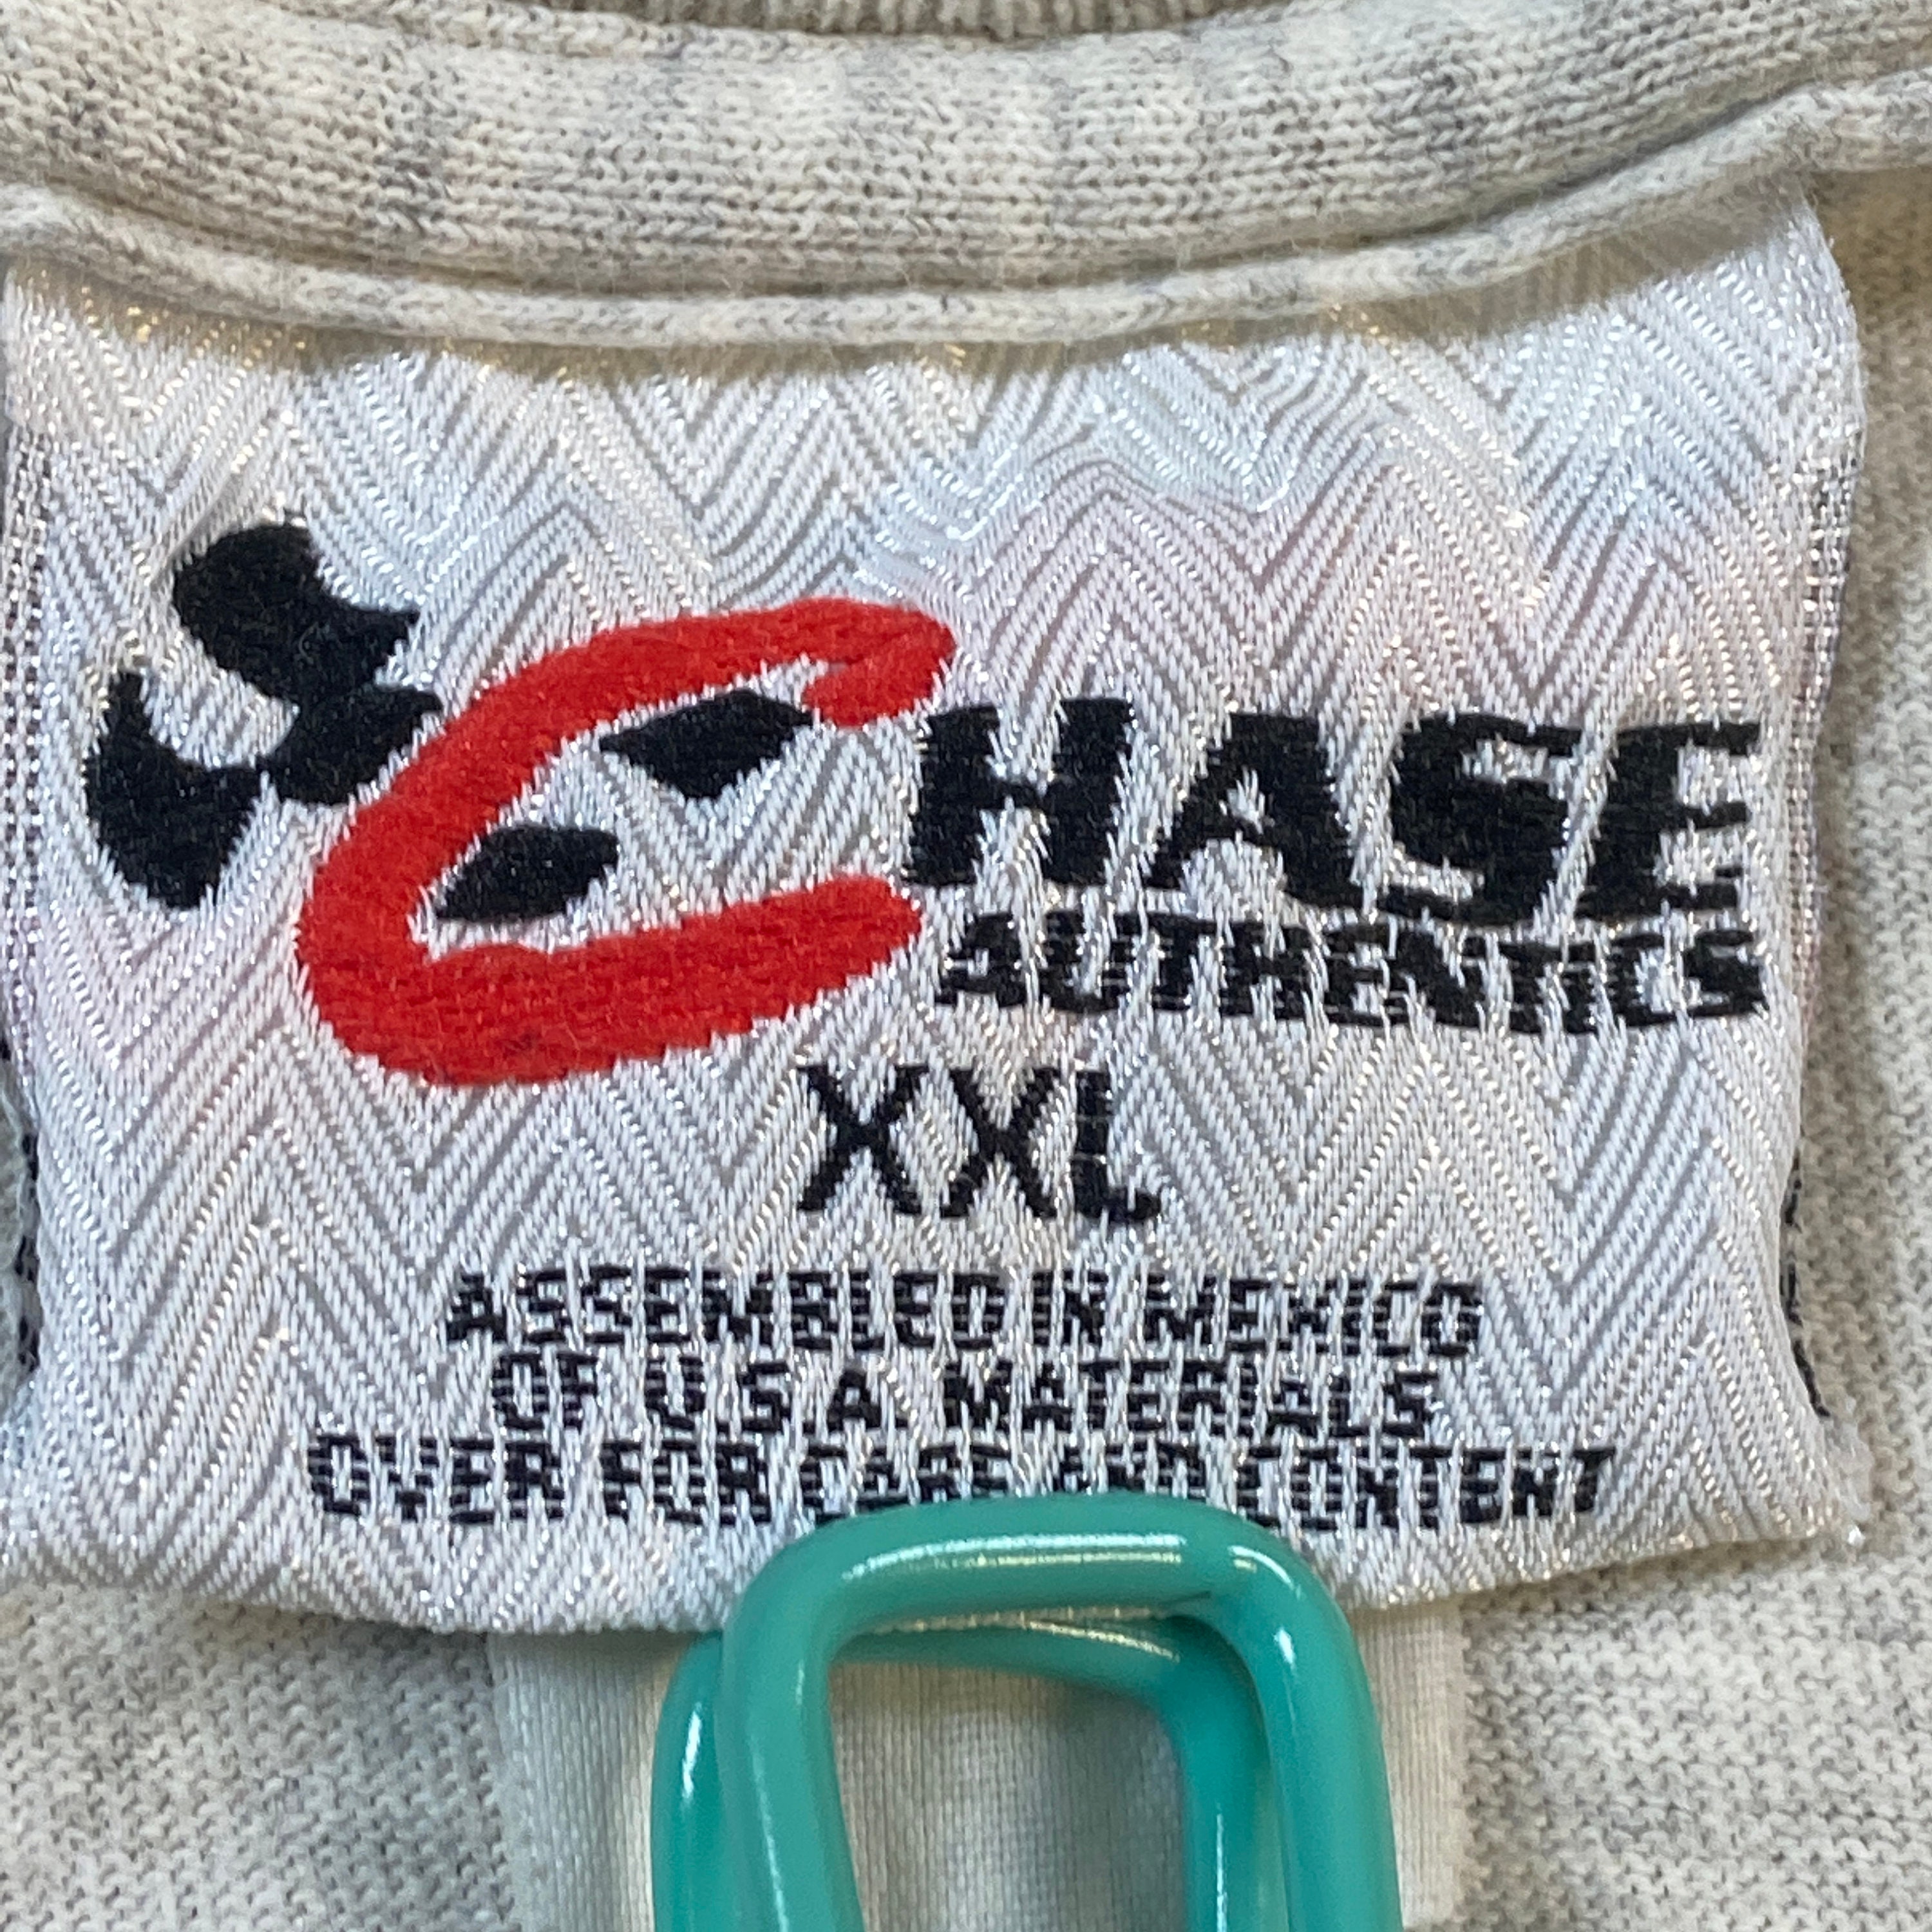 CHASE
AUTHENTICS
XXL
ASSEMBLED IN MEXICO
OF U.S.A. MATERIALS
OVER FOR CARE AND CONTENT